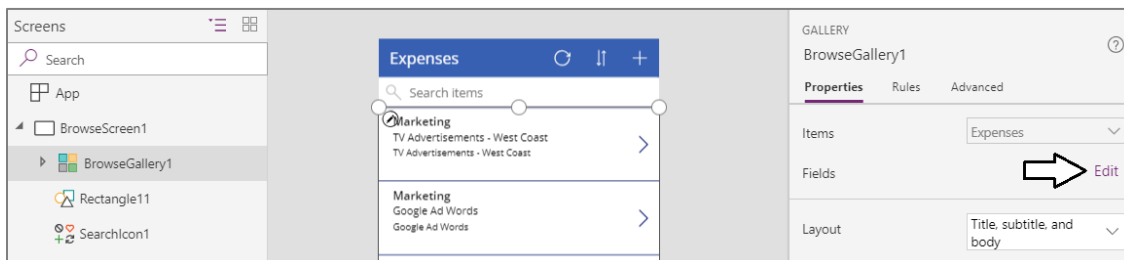 Screens
Search
App
BrowseScreen1
BrowseGallery1
Rectangle11
SearchIcon1
Expenses
Search items
Marketing
TV Advertisements - West Coast
TV Advertisements - West Coast
Marketing
Google Ad Words
Google Ad Words
GALLERY
BrowseGallery1
?
Properties Rules Advanced
Items Expenses
Fields Edit
Layout Title, subtitle, and
body